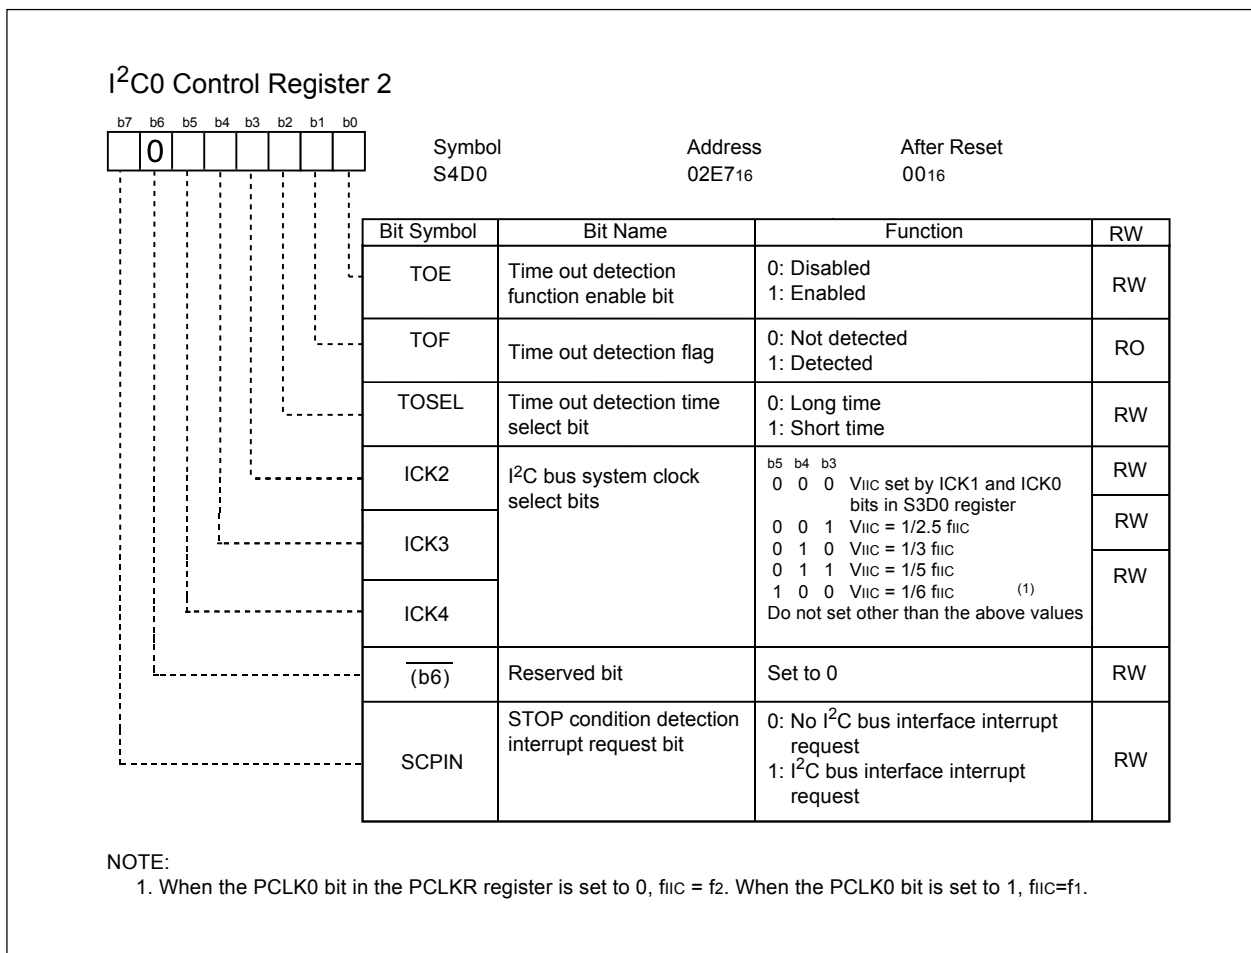 I²C0 Control Register 2
b7 b6 b5 b4 b3 b2 b1 b0
0
Symbol Address After Reset
S4D0 02E716 0016
Bit Symbol Bit Name Function RW
TOE Time out detection function enable bit 0: Disabled 1: Enabled RW
TOF Time out detection flag 0: Not detected 1: Detected RO
TOSEL Time out detection time select bit 0: Long time 1: Short time RW
ICK2 I²C bus system clock select bits RW
ICK3 RW
ICK4 RW
b5 b4 b3
0 0 0 VIIC set by ICK1 and ICK0
bits in S3D0 register
0 0 1 VIIC = 1/2.5 fIIC
0 1 0 VIIC = 1/3 fIIC
0 1 1 VIIC = 1/5 fIIC
1 0 0 VIIC = 1/6 fIIC (1)
Do not set other than the above values
(b6) Reserved bit Set to 0 RW
SCPIN STOP condition detection interrupt request bit RW
0: No I²C bus interface interrupt
request
1: I²C bus interface interrupt
request
NOTE:
1. When the PCLK0 bit in the PCLKR register is set to 0, fIIC = f2. When the PCLK0 bit is set to 1, fIIC=f1.